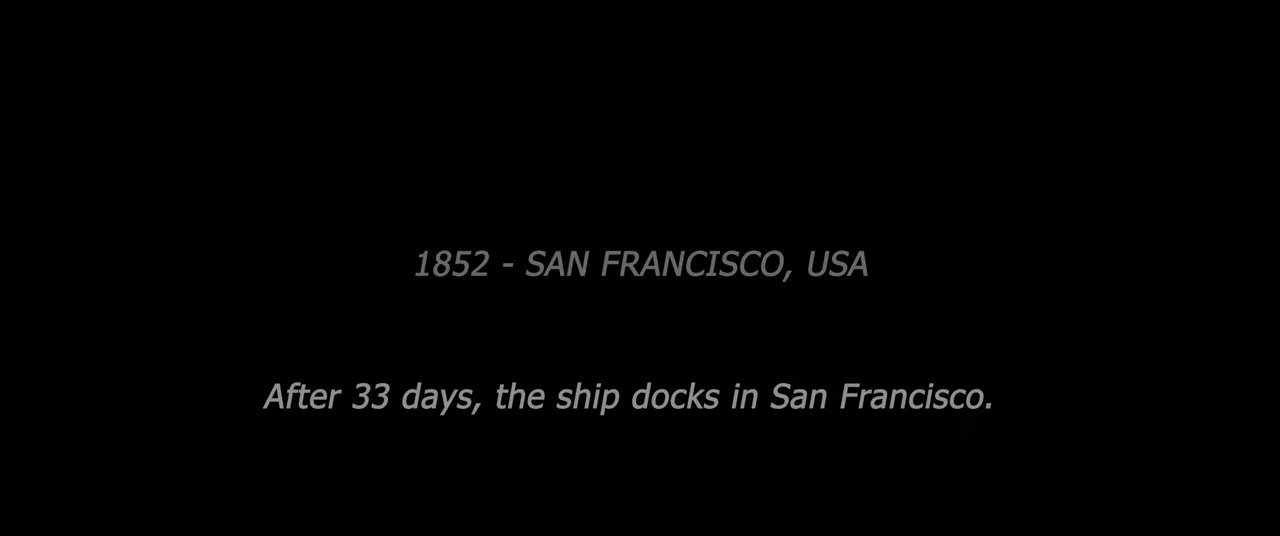 1852 - SAN FRANCISCO, USA
After 33 days, the ship docks in San Francisco.